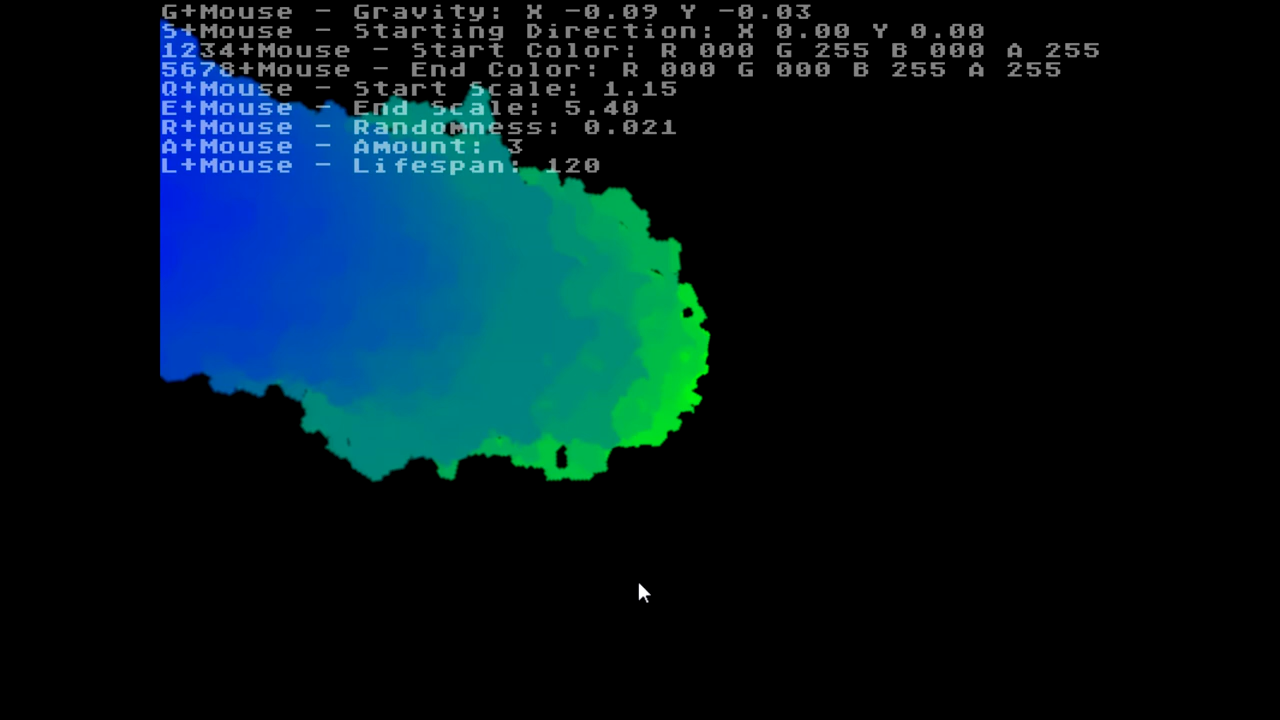 G+Mouse - Gravity: X -0.09 Y -0.03
S+Mouse - Starting Direction: X 0.00 Y 0.00
1234+Mouse - Start Color: R 000 G 255 B 000 A 255
5678+Mouse - End Color: R 000 G 000 B 255 A 255
Q+Mouse - Start Scale: 1.15
E+Mouse - End Scale: 5.40
R+Mouse - Randomness: 0.021
A+Mouse - Amount: 3
L+Mouse - Lifespan: 120